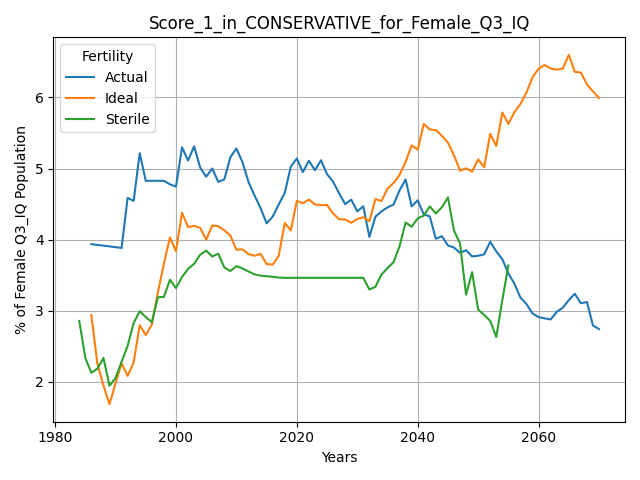 Score_1_in_CONSERVATIVE_for_Female_Q3_IQ
Fertility
Actual
Ideal
Sterile
% of Female Q3_IQ Population
6
5
4
3
2
1980
2000
2020
2040
2060
Years